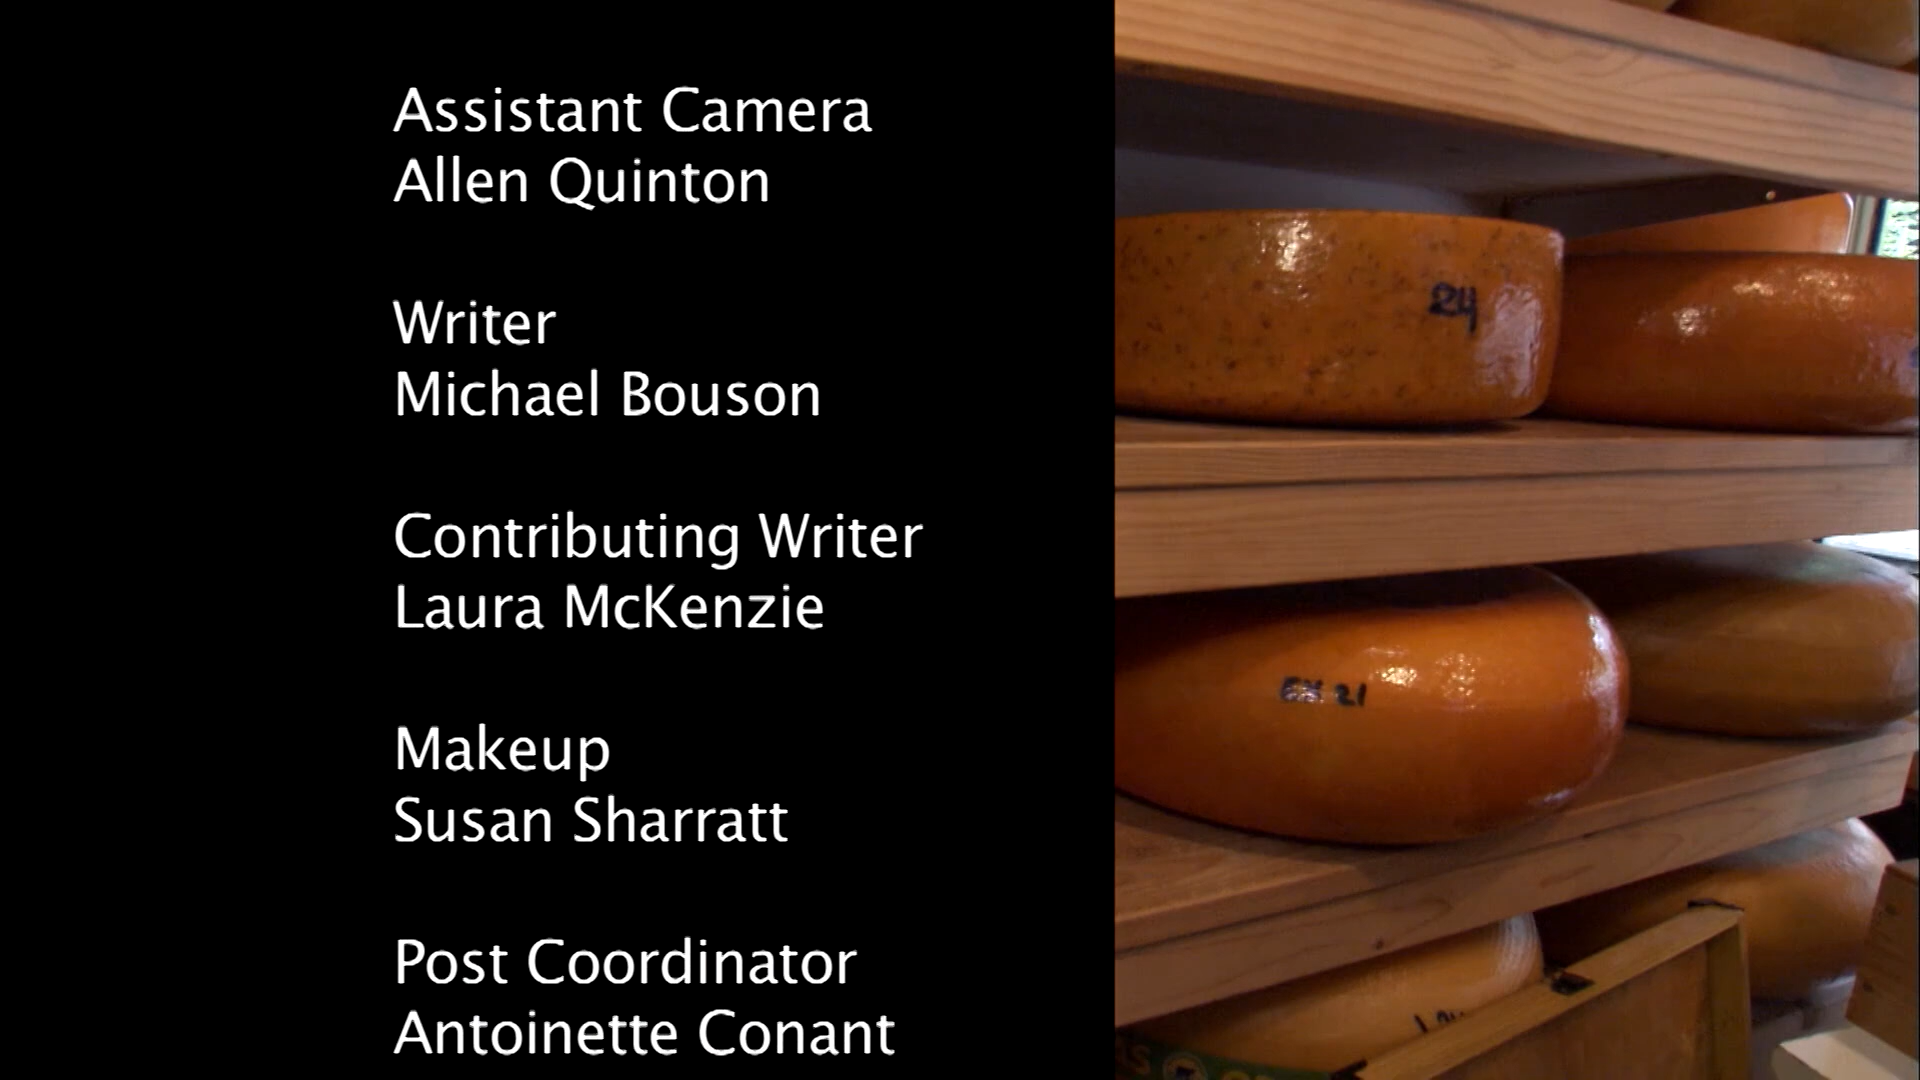 Assistant Camera
Allen Quinton
Writer
Michael Bouson
Contributing Writer
Laura McKenzie
Makeup
Susan Sharratt
Post Coordinator
Antoinette Conant
24
21